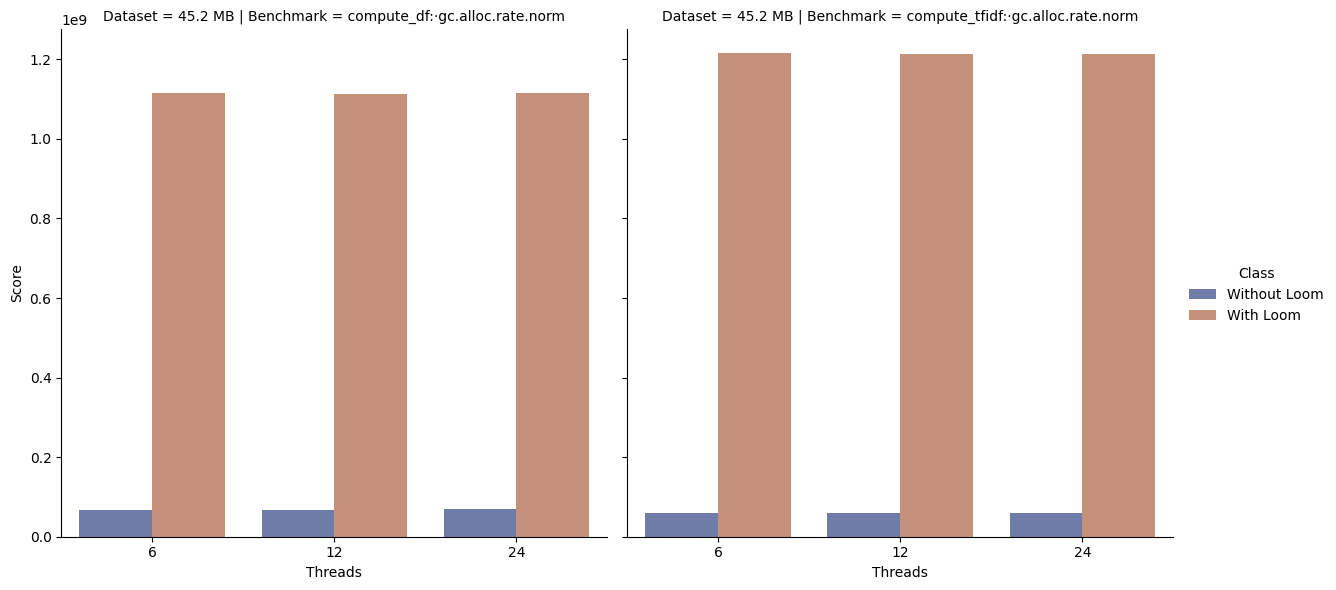 Dataset = 45.2 MB | Benchmark = compute_df:·gc.alloc.rate.norm
Dataset = 45.2 MB | Benchmark = compute_tfidf:·gc.alloc.rate.norm
1e9
1.2
1.0
0.8
0.6
0.4
0.2
0.0
Score
6 12 24
Threads
6 12 24
Threads
Class
Without Loom
With Loom